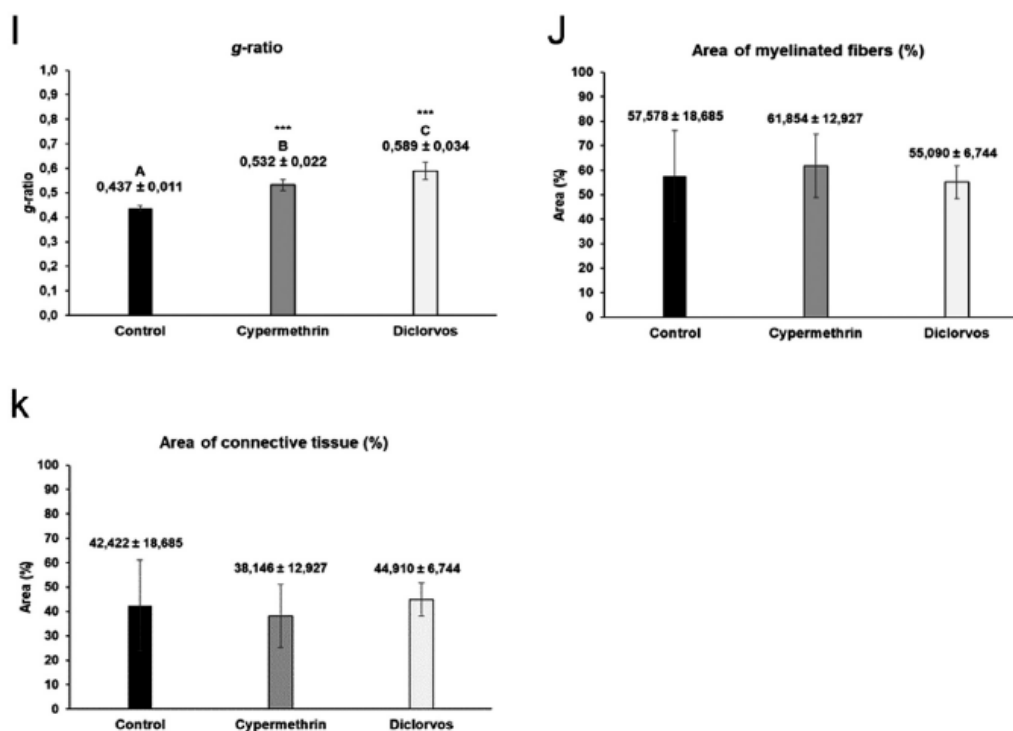 I
g-ratio
1,0
0,9
0,8
0,7
0,6
0,5
0,4
0,3
0,2
0,1
0,0
g-ratio
A
0,437 ± 0,011
***
B
0,532 ± 0,022
***
C
0,589 ± 0,034
Control Cypermethrin Diclorvos
J
Area of myelinated fibers (%)
100
90
80
70
60
50
40
30
20
10
0
Area (%)
57,578 ± 18,685
61,854 ± 12,927
55,090 ± 6,744
Control Cypermethrin Diclorvos
k
Area of connective tissue (%)
100
90
80
70
60
50
40
30
20
10
0
Area (%)
42,422 ± 18,685
38,146 ± 12,927
44,910 ± 6,744
Control Cypermethrin Diclorvos